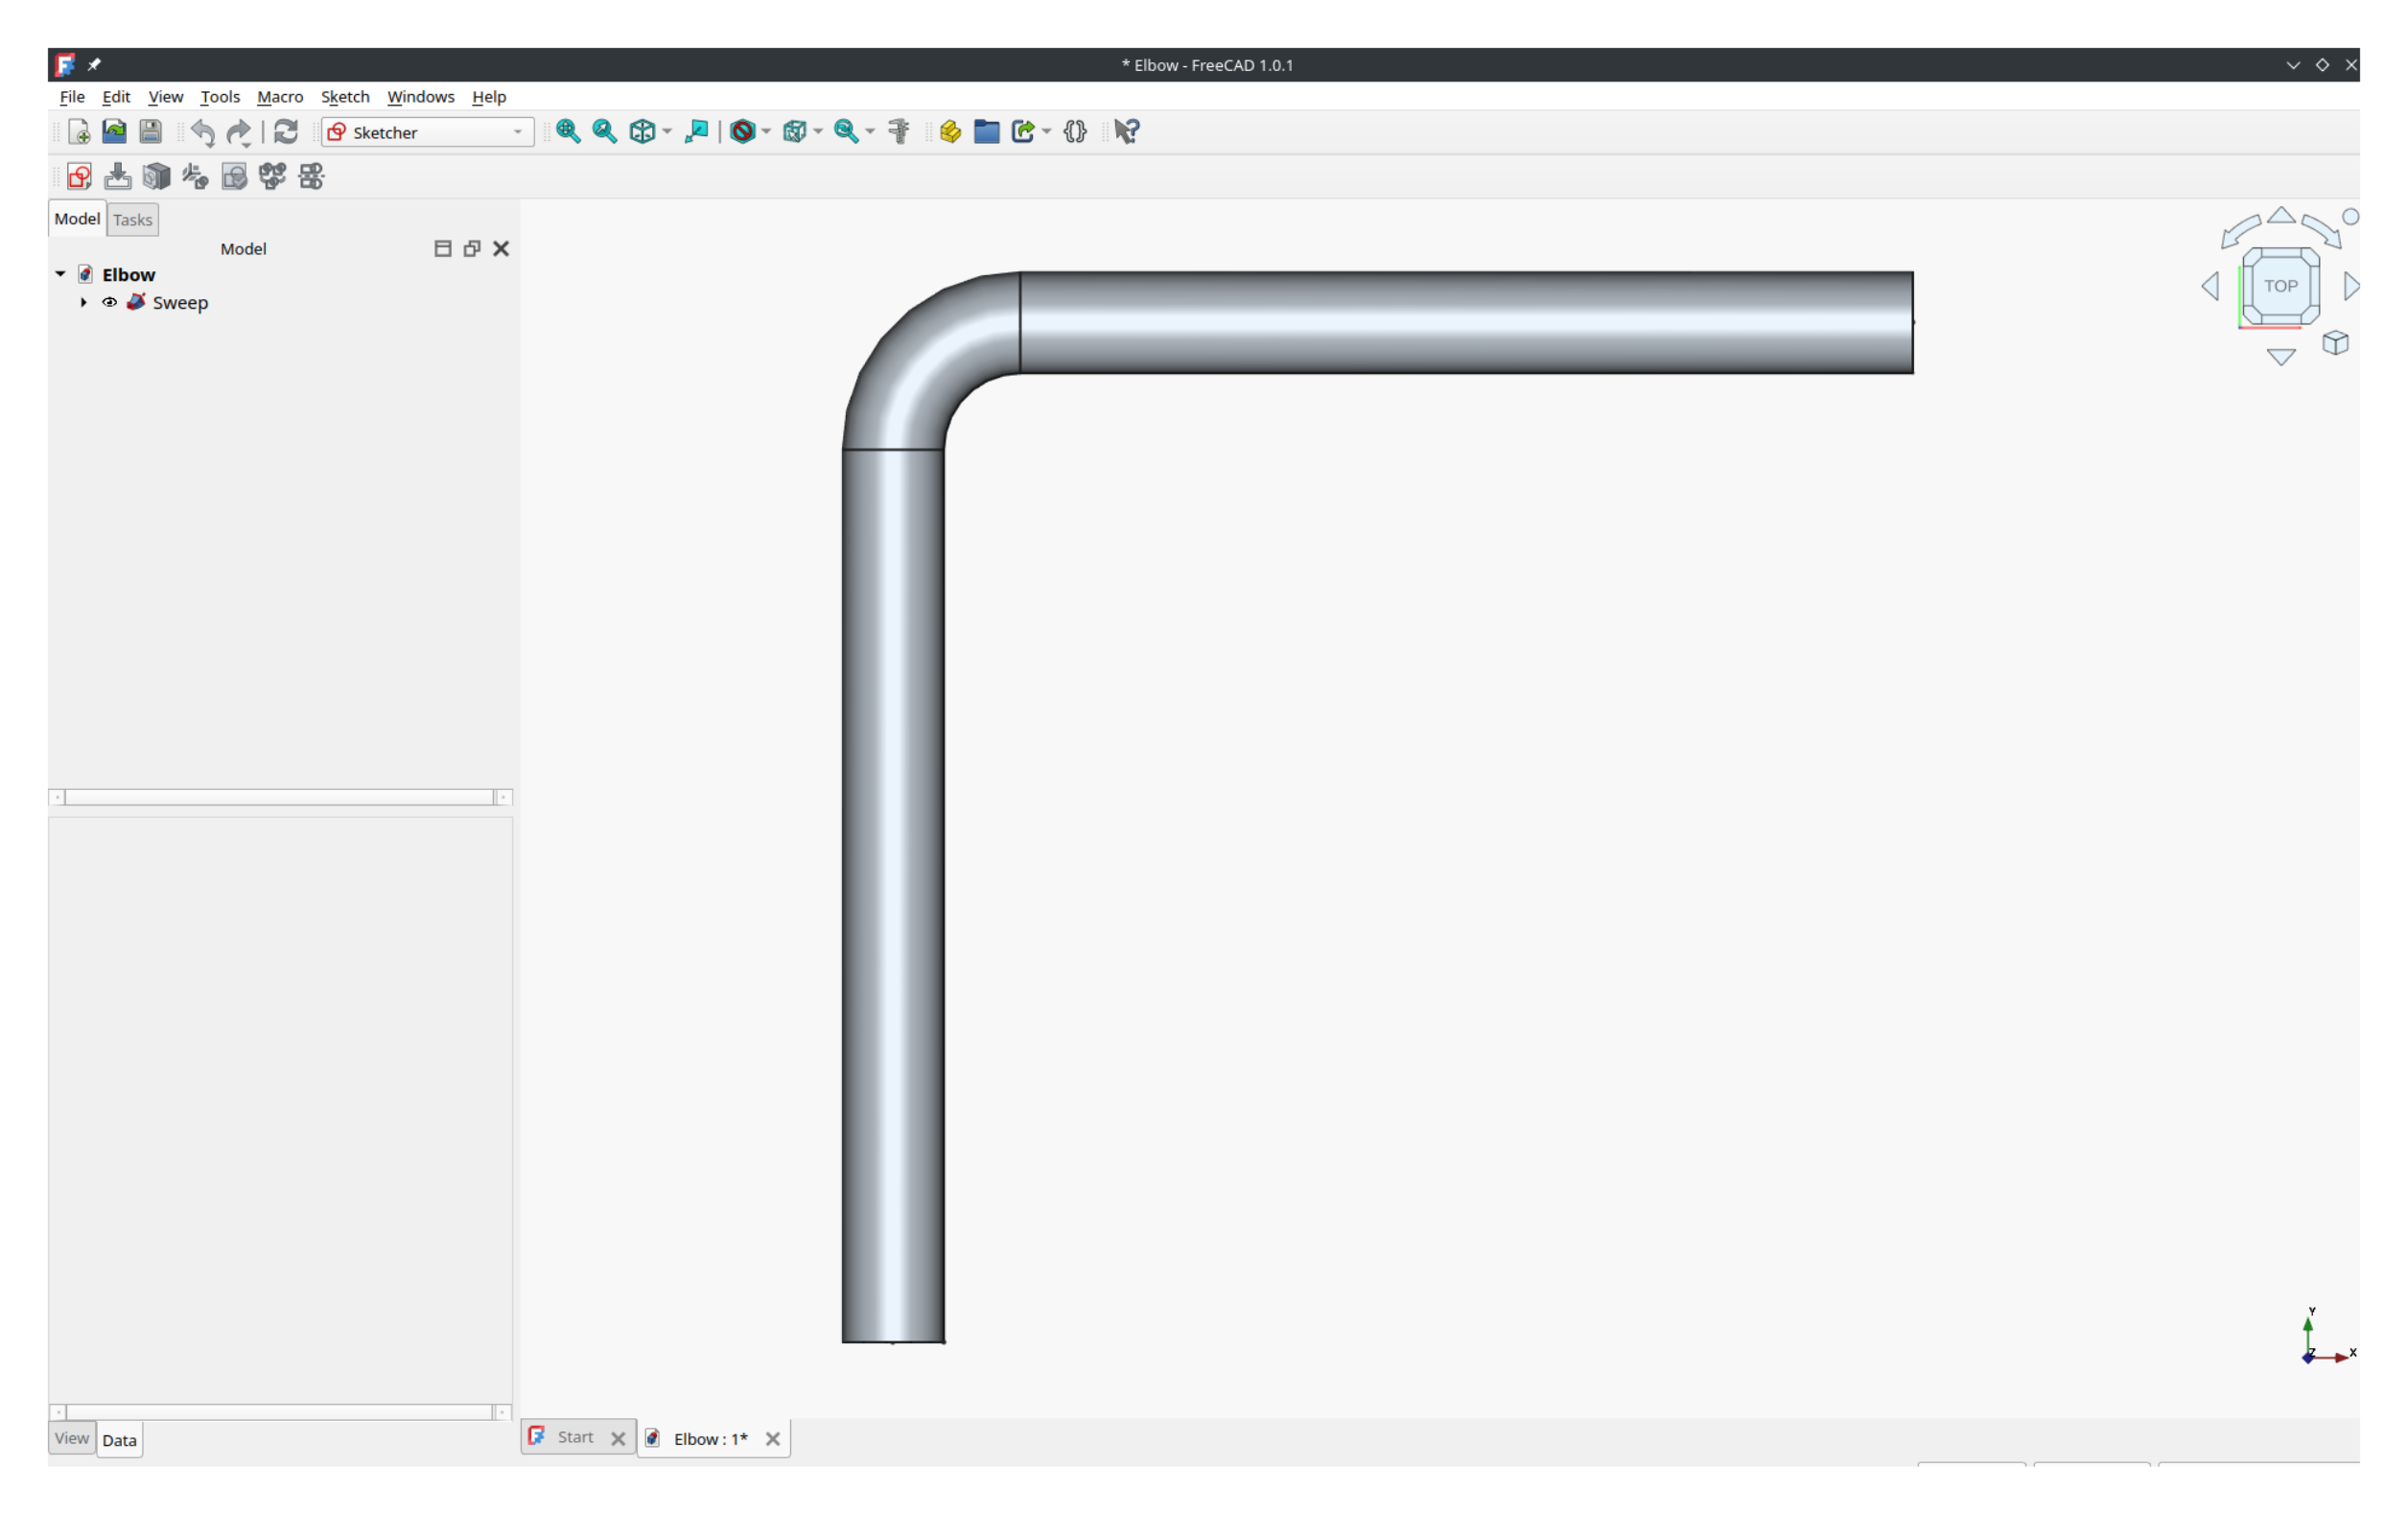 * Elbow - FreeCAD 1.0.1
File Edit View Tools Macro Sketch Windows Help
Sketcher
Model Tasks
Model
Elbow
Sweep
TOP
Y
Z X
View Data
Start Elbow : 1*